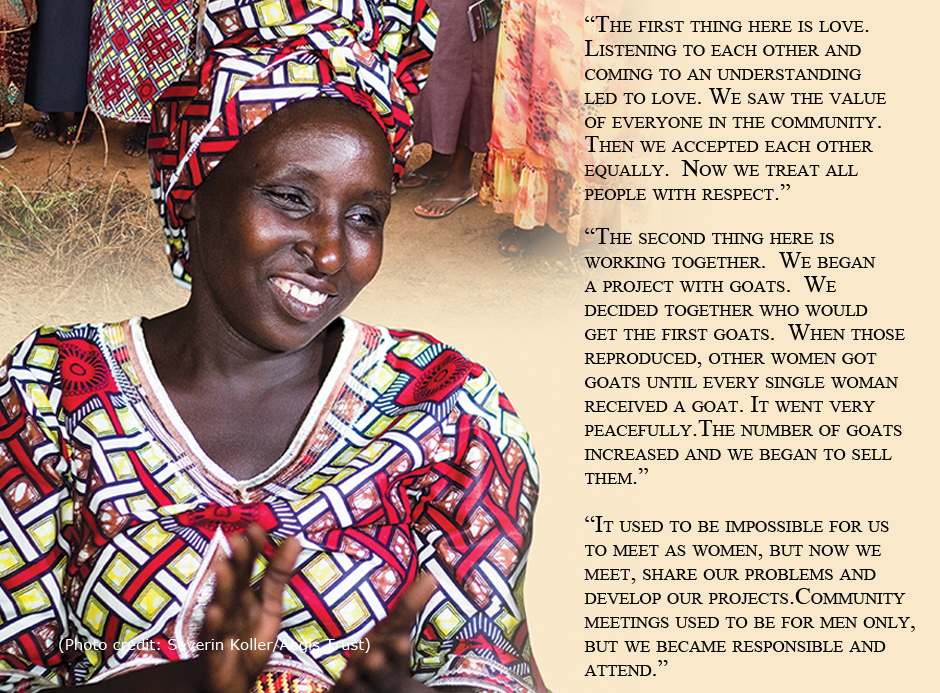 “The first thing here is love.
Listening to each other and
coming to an understanding
led to love. We saw the value
of everyone in the community.
Then we accepted each other
equally.  Now we treat all
people with respect.”
“The second thing here is
working together.  We began
a project with goats.  We
decided together who would
get the first goats.  When those
reproduced, other women got
goats until every single woman
received a goat. It went very
peacefully.The number of goats
increased and we began to sell
them.”
“It used to be impossible for us
to meet as women, but now we
meet, share our problems and
develop our projects.Community
meetings used to be for men only,
but we became responsible and
attend.”
(Photo credit: Severin Koller/Aegis Trust)